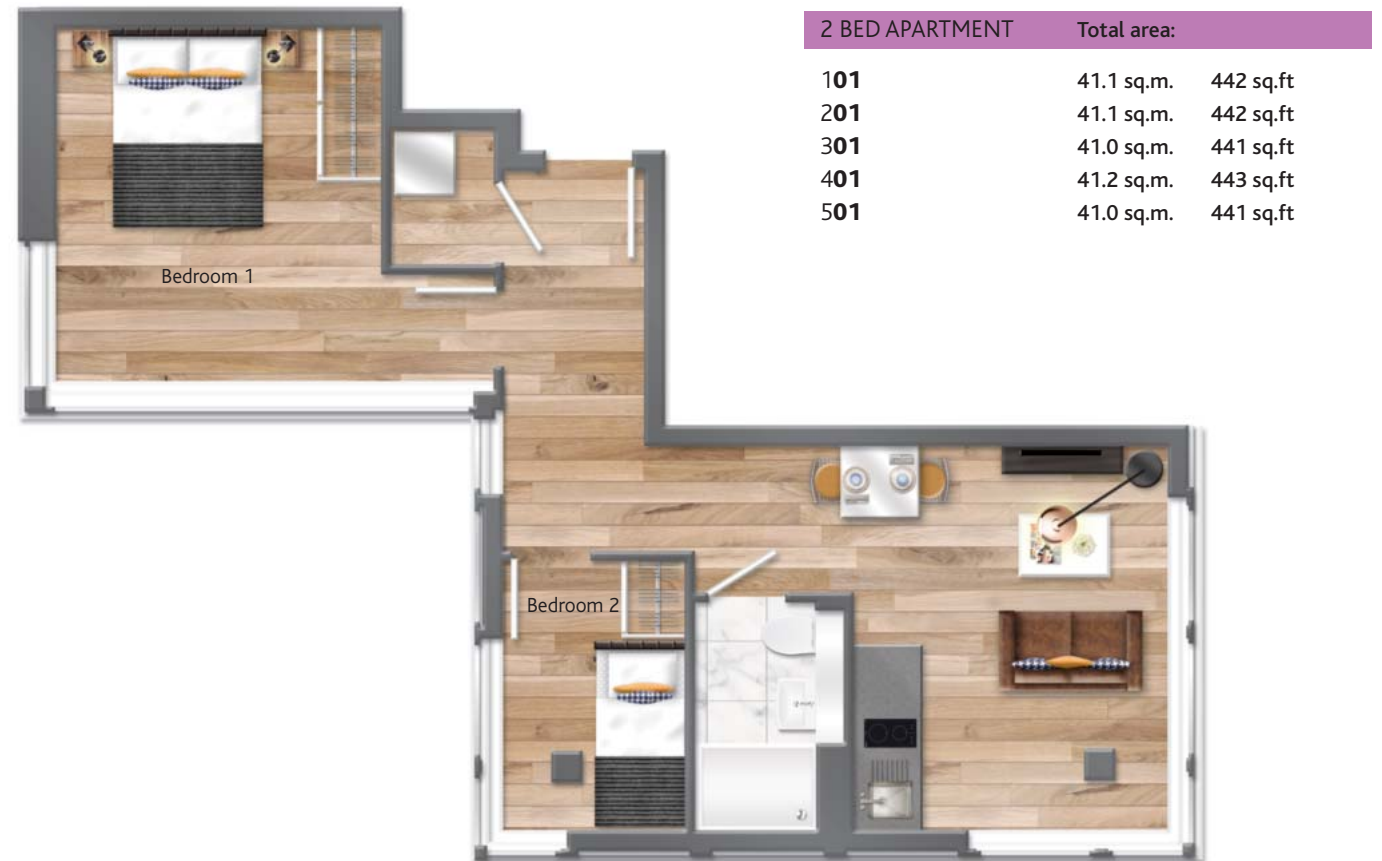 2 BED APARTMENT Total area:
101 41.1 sq.m. 442 sq.ft
201 41.1 sq.m. 442 sq.ft
301 41.0 sq.m. 441 sq.ft
401 41.2 sq.m. 443 sq.ft
501 41.0 sq.m. 441 sq.ft
Bedroom 1
Bedroom 2